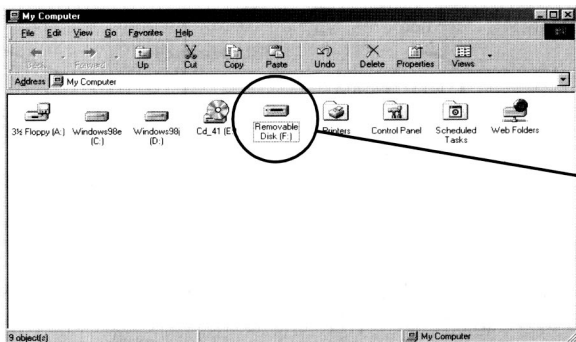 My Computer
File Edit View Go Favorites Help
Back Forward Up Cut Copy Paste Undo Delete Properties Views
Address My Computer
3½ Floppy (A:) Windows98e (C:) Windows98j (D:) Cd_41 (E Removable Disk (F:) Printers Control Panel Scheduled Tasks Web Folders
9 object(s) My Computer